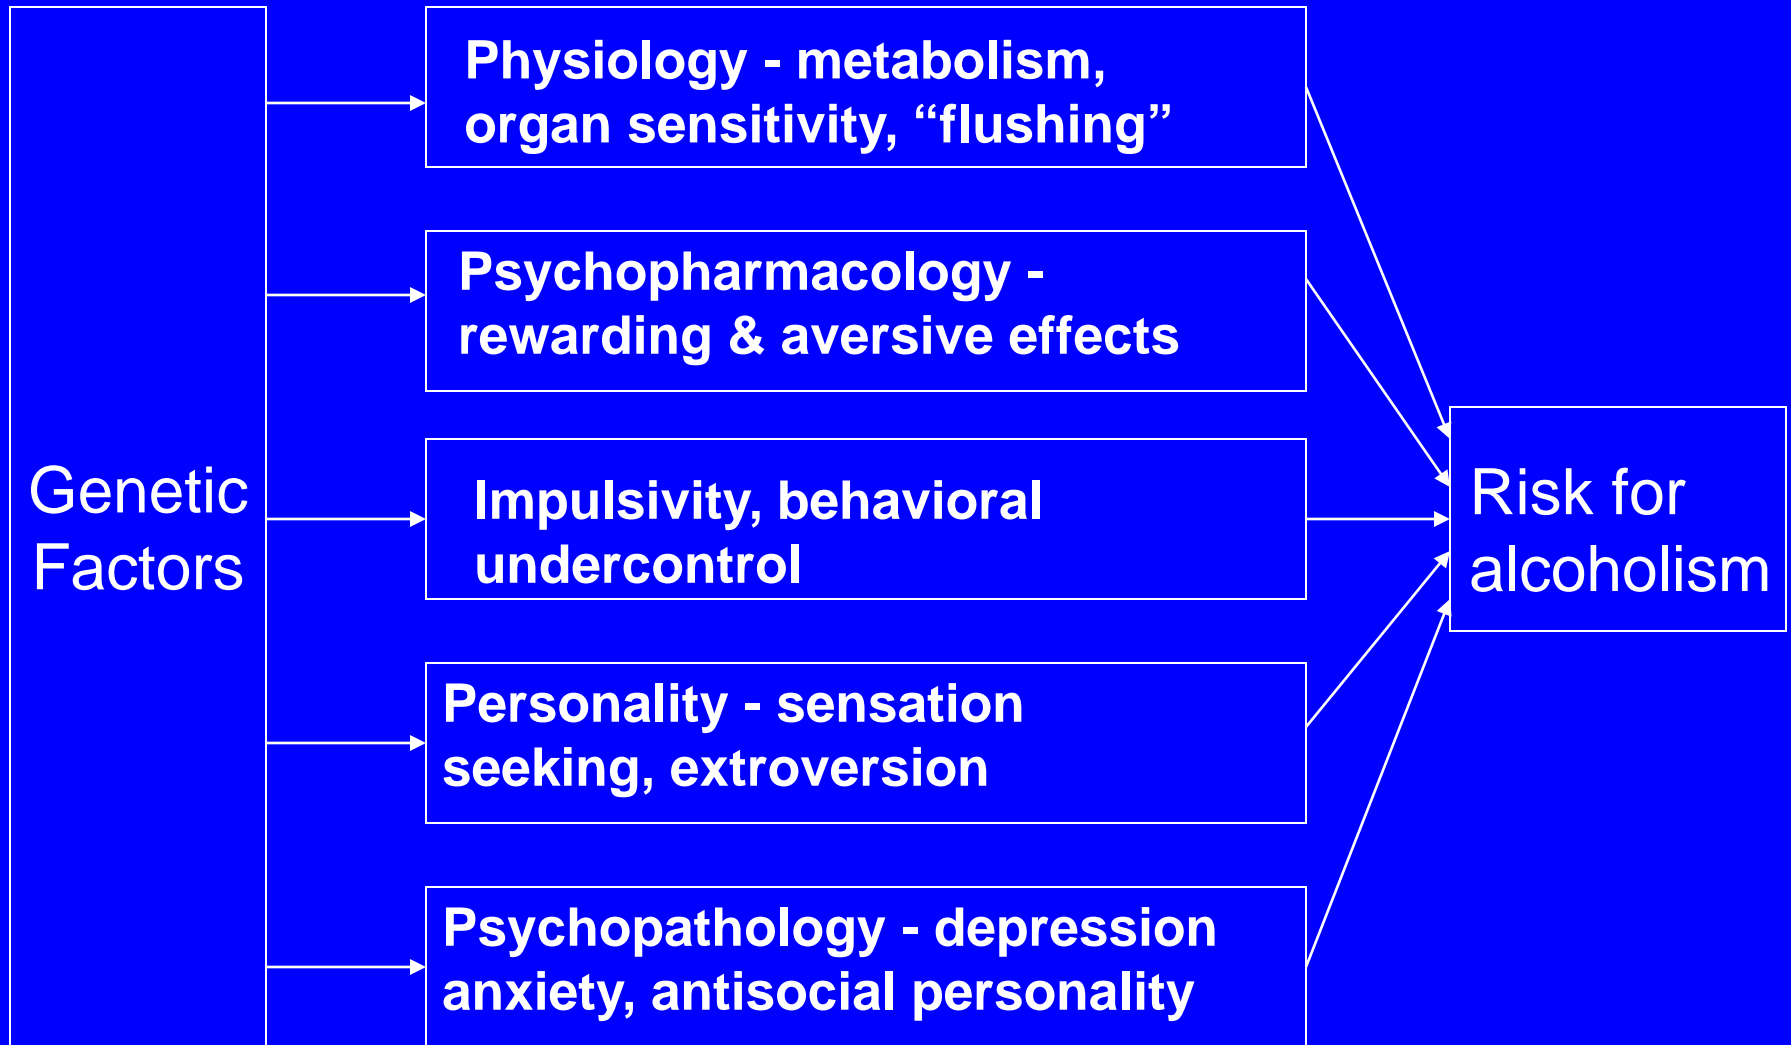 Genetic
Factors
Physiology - metabolism,
organ sensitivity, “flushing”
Psychopharmacology -
rewarding & aversive effects
Impulsivity, behavioral
undercontrol
Personality - sensation
seeking, extroversion
Psychopathology - depression
anxiety, antisocial personality
Risk for
alcoholism